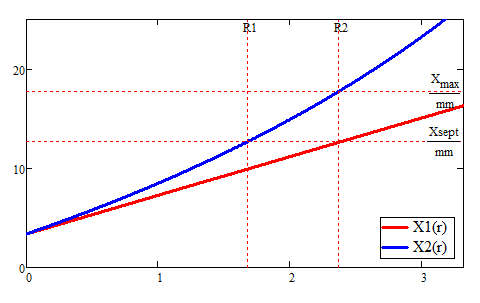 R1 R2
20
X_max
mm
Xsept
mm
10
X1(r)
X2(r)
0
0 1 2 3